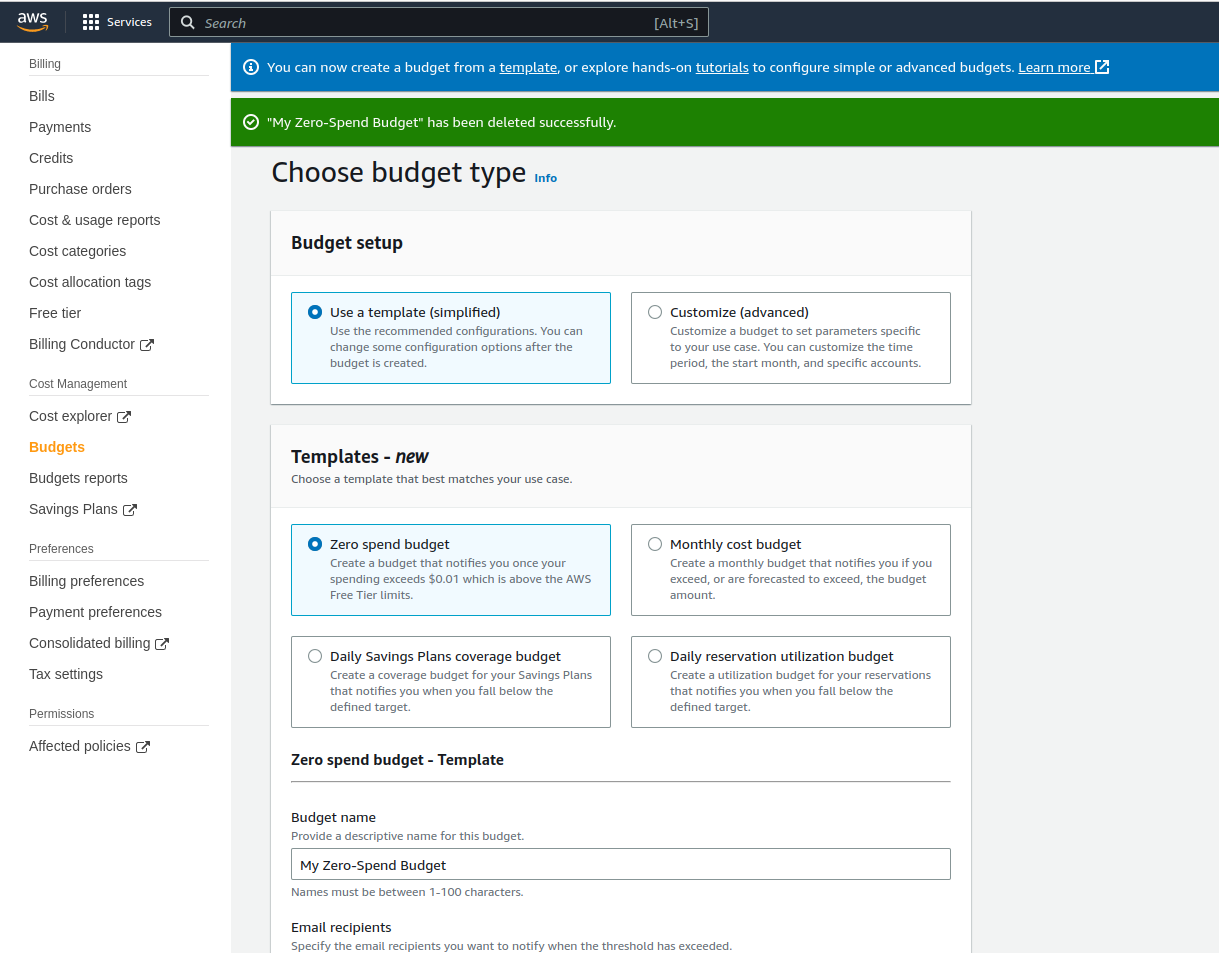 aws
Services
Search
[Alt+S]
Billing
Bills
Payments
Credits
Purchase orders
Cost & usage reports
Cost categories
Cost allocation tags
Free tier
Billing Conductor
Cost Management
Cost explorer
Budgets
Budgets reports
Savings Plans
Preferences
Billing preferences
Payment preferences
Consolidated billing
Tax settings
Permissions
Affected policies
You can now create a budget from a template, or explore hands-on tutorials to configure simple or advanced budgets. Learn more
"My Zero-Spend Budget" has been deleted successfully.
Choose budget type Info
Budget setup
Use a template (simplified)
Use the recommended configurations. You can
change some configuration options after the
budget is created.
Customize (advanced)
Customize a budget to set parameters specific
to your use case. You can customize the time
period, the start month, and specific accounts.
Templates - new
Choose a template that best matches your use case.
Zero spend budget
Create a budget that notifies you once your
spending exceeds $0.01 which is above the AWS
Free Tier limits.
Monthly cost budget
Create a monthly budget that notifies you if you
exceed, or are forecasted to exceed, the budget
amount.
Daily Savings Plans coverage budget
Create a coverage budget for your Savings Plans
that notifies you when you fall below the
defined target.
Daily reservation utilization budget
Create a utilization budget for your reservations
that notifies you when you fall below the
defined target.
Zero spend budget - Template
Budget name
Provide a descriptive name for this budget.
My Zero-Spend Budget
Names must be between 1-100 characters.
Email recipients
Specify the email recipients you want to notify when the threshold has exceeded.